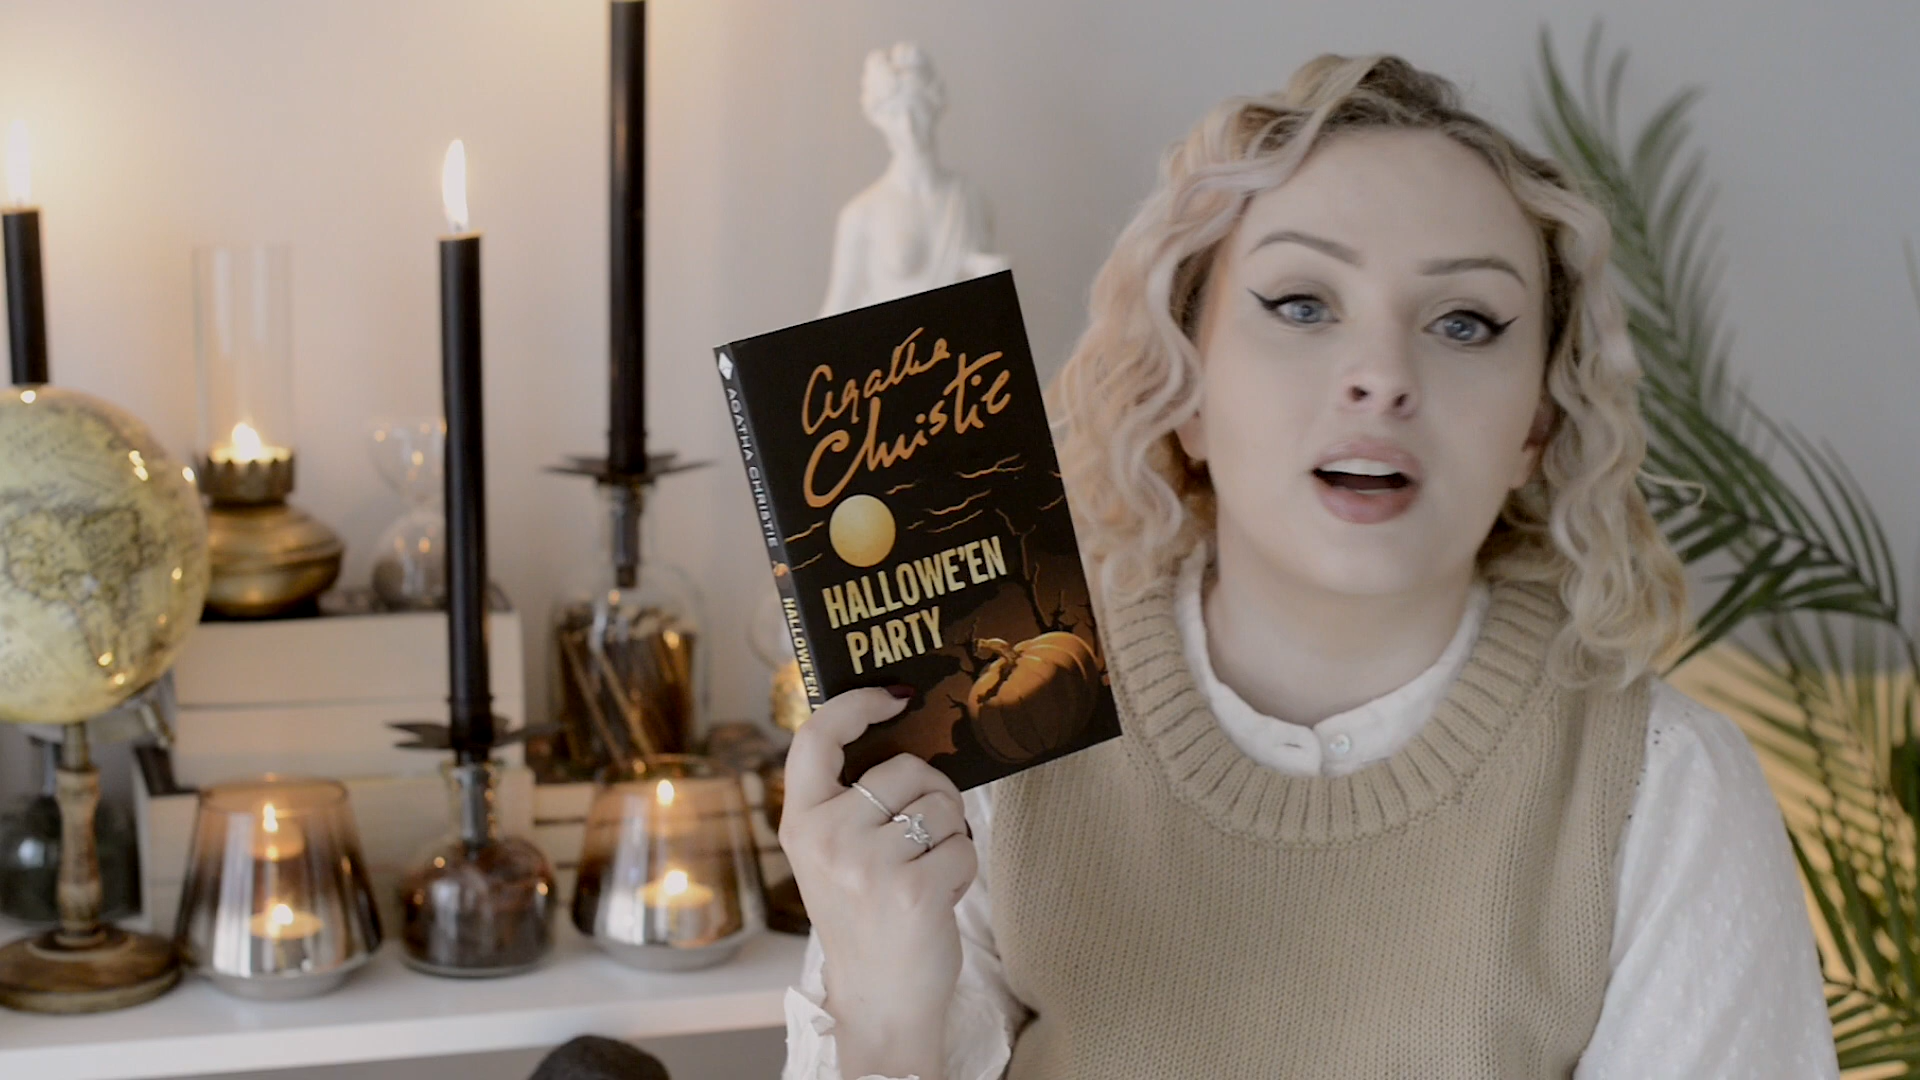 Agatha
Christie
HALLOWE'EN
PARTY
AGATHA CHRISTIE
HALLOWE'EN